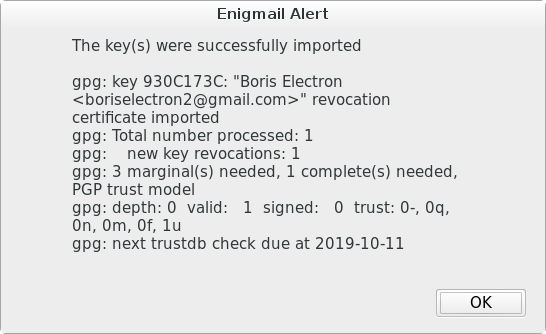 Enigmail Alert
The key(s) were successfully imported
gpg: key 930C173C: "Boris Electron
<boriselectron2@gmail.com>" revocation
certificate imported
gpg: Total number processed: 1
gpg:    new key revocations: 1
gpg: 3 marginal(s) needed, 1 complete(s) needed,
PGP trust model
gpg: depth: 0  valid:   1  signed:   0  trust: 0-, 0q,
0n, 0m, 0f, 1u
gpg: next trustdb check due at 2019-10-11
OK